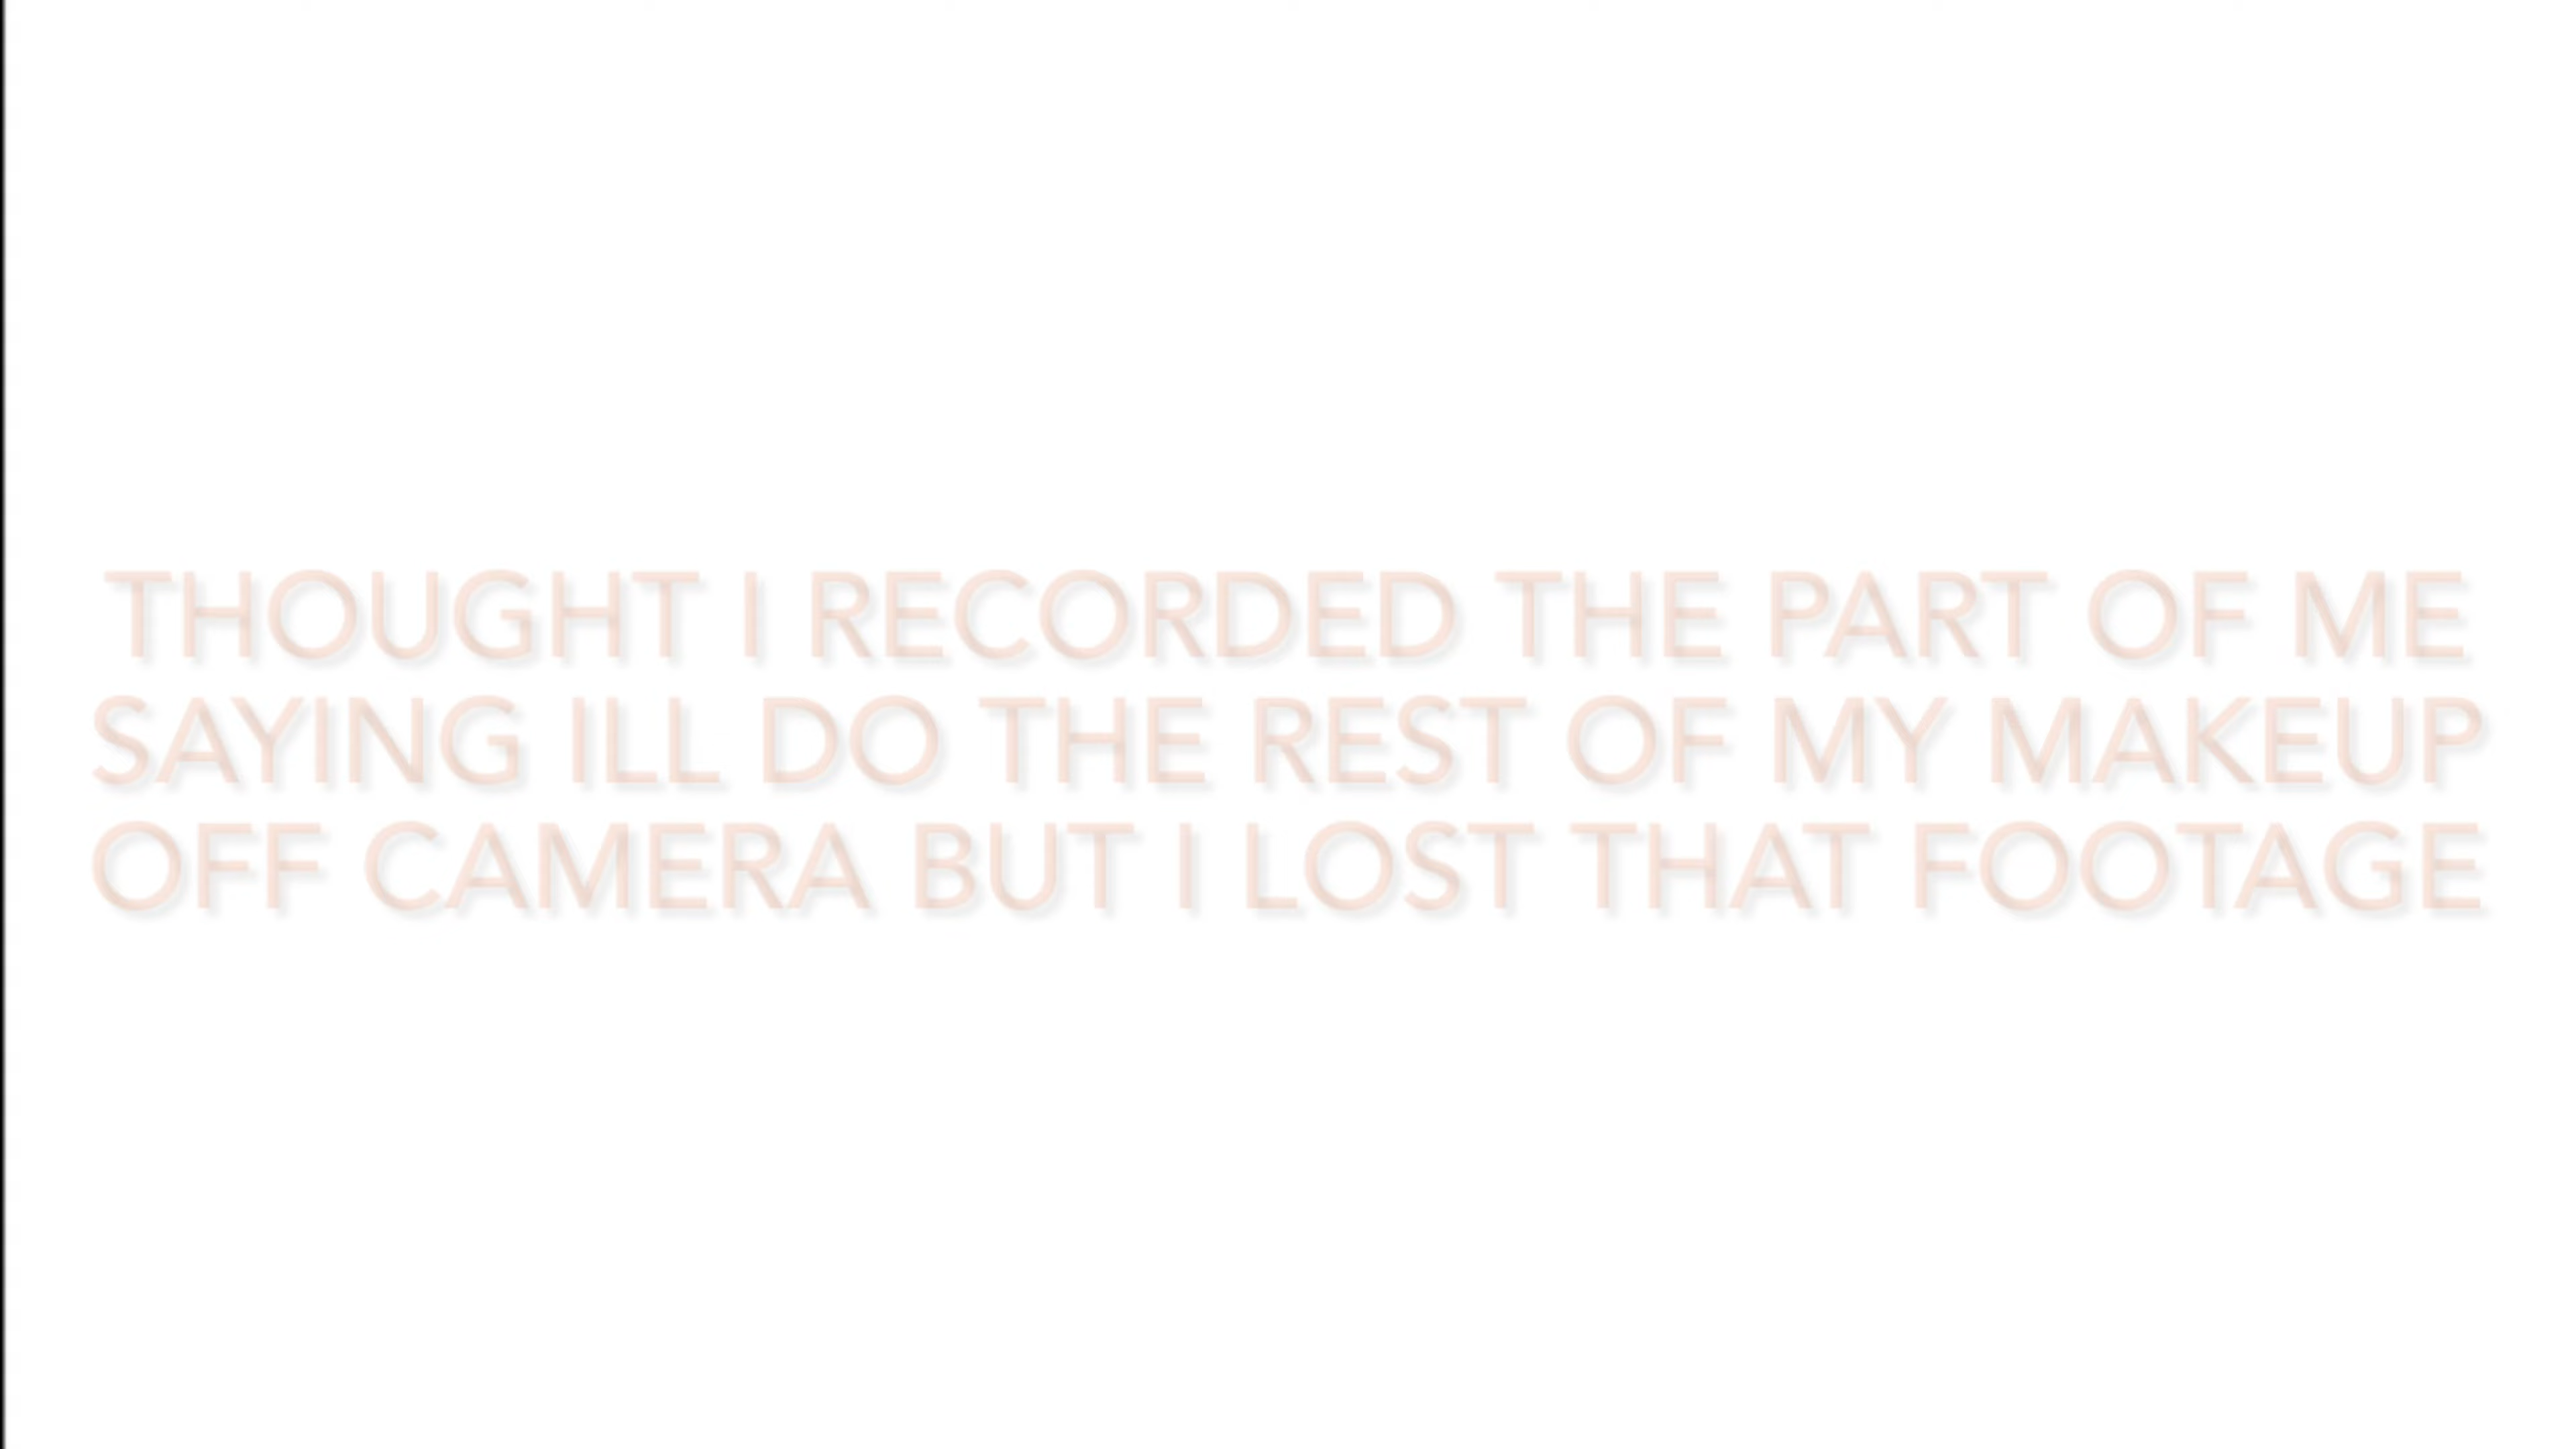 THOUGHT I RECORDED THE PART OF ME
SAYING ILL DO THE REST OF MY MAKEUP
OFF CAMERA BUT I LOST THAT FOOTAGE